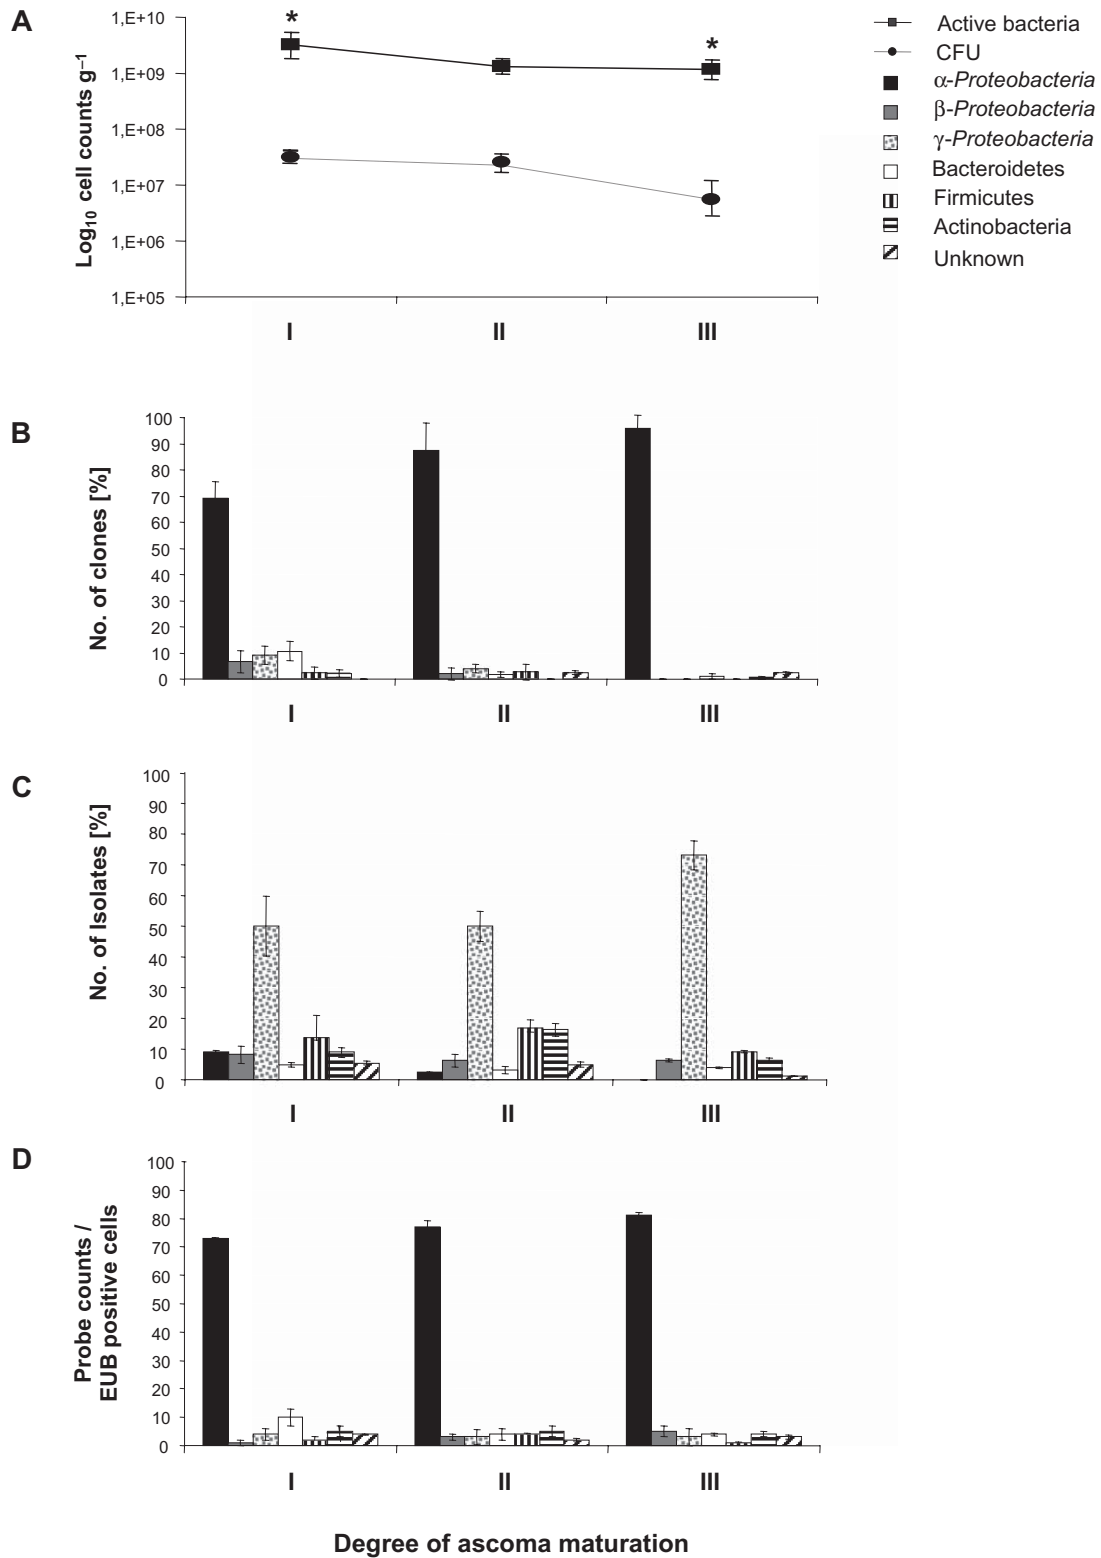 A
Log₁₀ cell counts g⁻¹
1,E+10
1,E+09
1,E+08
1,E+07
1,E+06
1,E+05
*
*
I
II
III
Active bacteria
CFU
α-Proteobacteria
β-Proteobacteria
γ-Proteobacteria
Bacteroidetes
Firmicutes
Actinobacteria
Unknown
B
No. of clones [%]
100
90
80
70
60
50
40
30
20
10
0
I
II
III
C
No. of Isolates [%]
100
90
80
70
60
50
40
30
20
10
0
I
II
III
D
Probe counts /
EUB positive cells
100
90
80
70
60
50
40
30
20
10
0
I
II
III
Degree of ascoma maturation